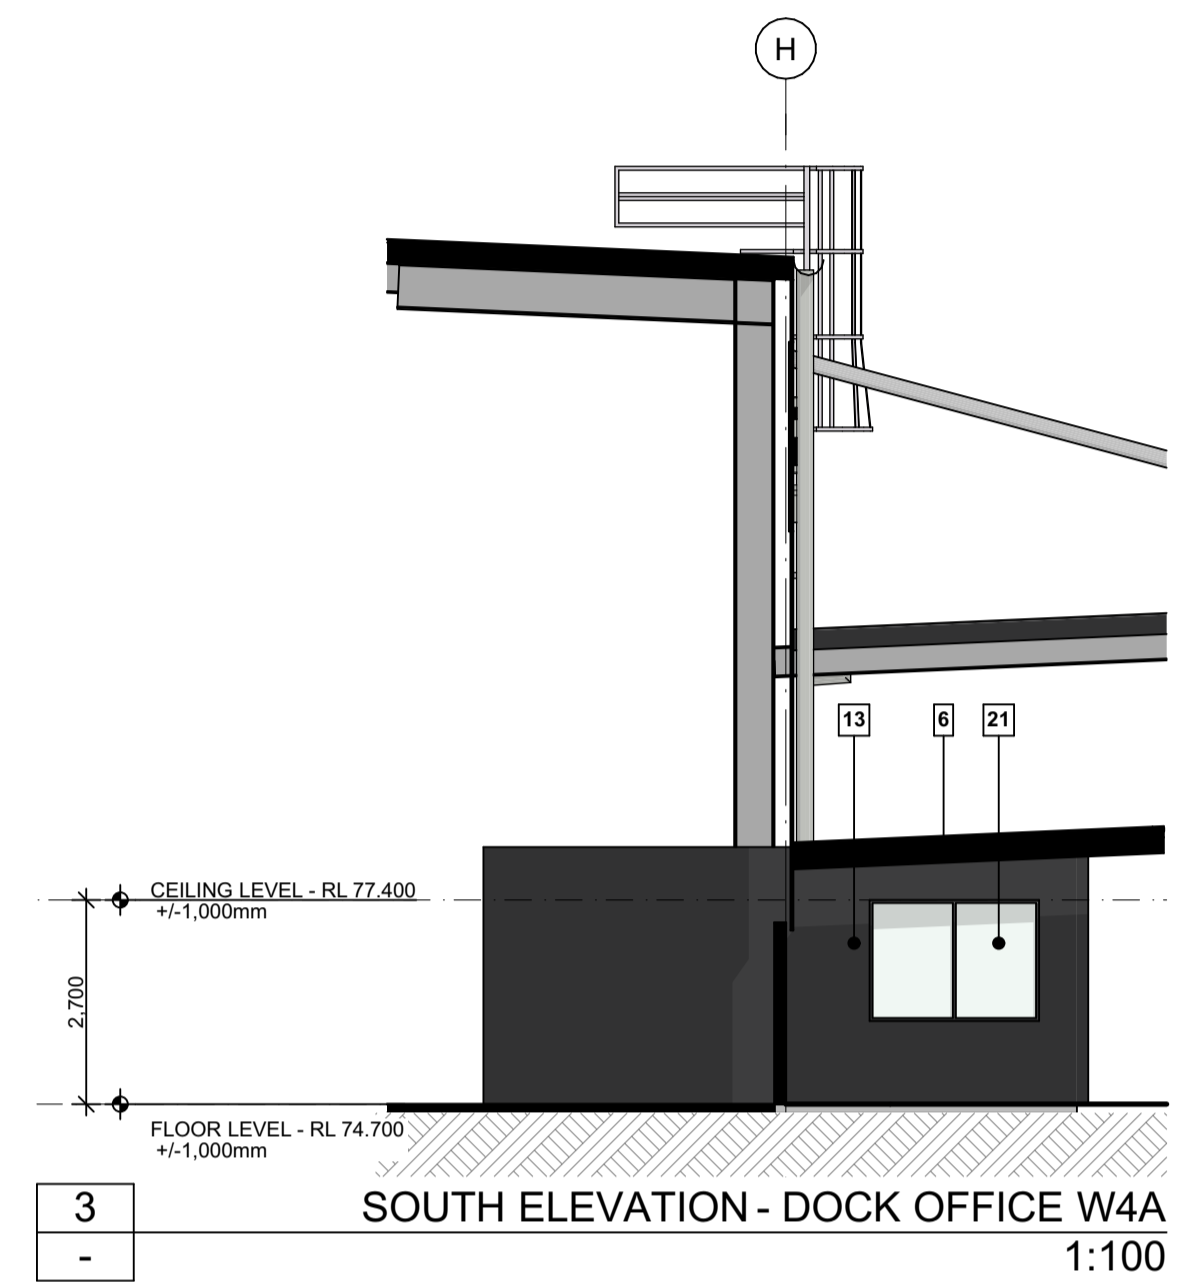 H
13
6
21
CEILING LEVEL - RL 77.400
+/-1,000mm
2,700
FLOOR LEVEL - RL 74.700
+/-1,000mm
3
SOUTH ELEVATION - DOCK OFFICE W4A
-
1:100